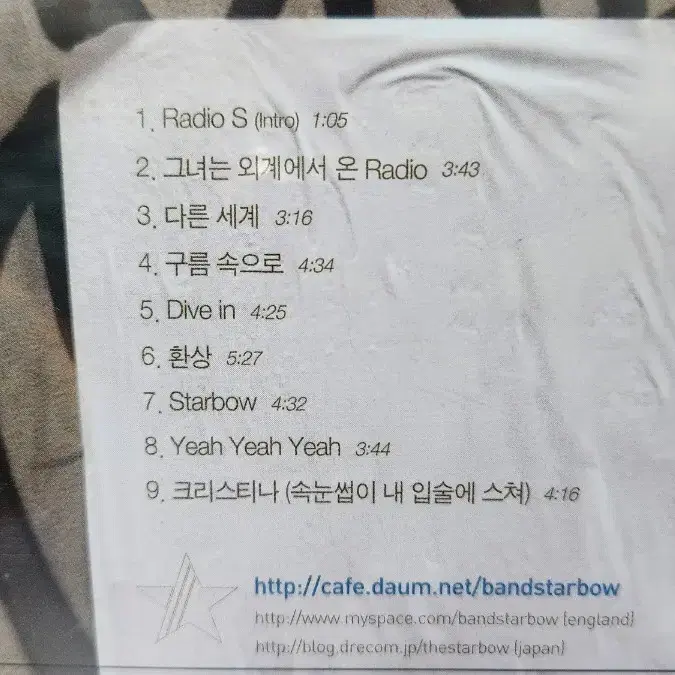 1. Radio S (Intro) 1:05
2. 그녀는 외계에서 온 Radio 3:43
3. 다른 세계 3:16
4. 구름 속으로 4:34
5. Dive in 4:25
6. 환상 5:27
7. Starbow 4:32
8. Yeah Yeah Yeah 3:44
9. 크리스티나 (속눈썹이 내 입술에 스쳐) 4:16
http://cafe.daum.net/bandstarbow
http://www.myspace.com/bandstarbow (england)
http://blog.drecom.jp/thestarbow (japan)